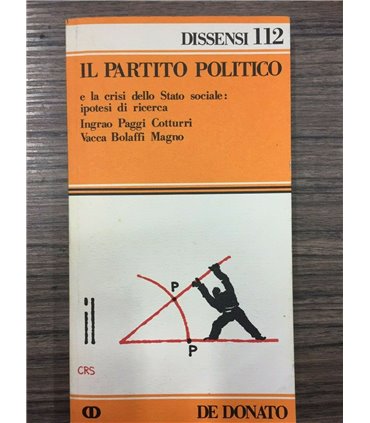 DISSENSI 112
IL PARTITO POLITICO
e la crisi dello Stato sociale:
ipotesi di ricerca
Ingrao Paggi Cotturri
Vacca Bolaffi Magno
P
P
CRS
DE DONATO